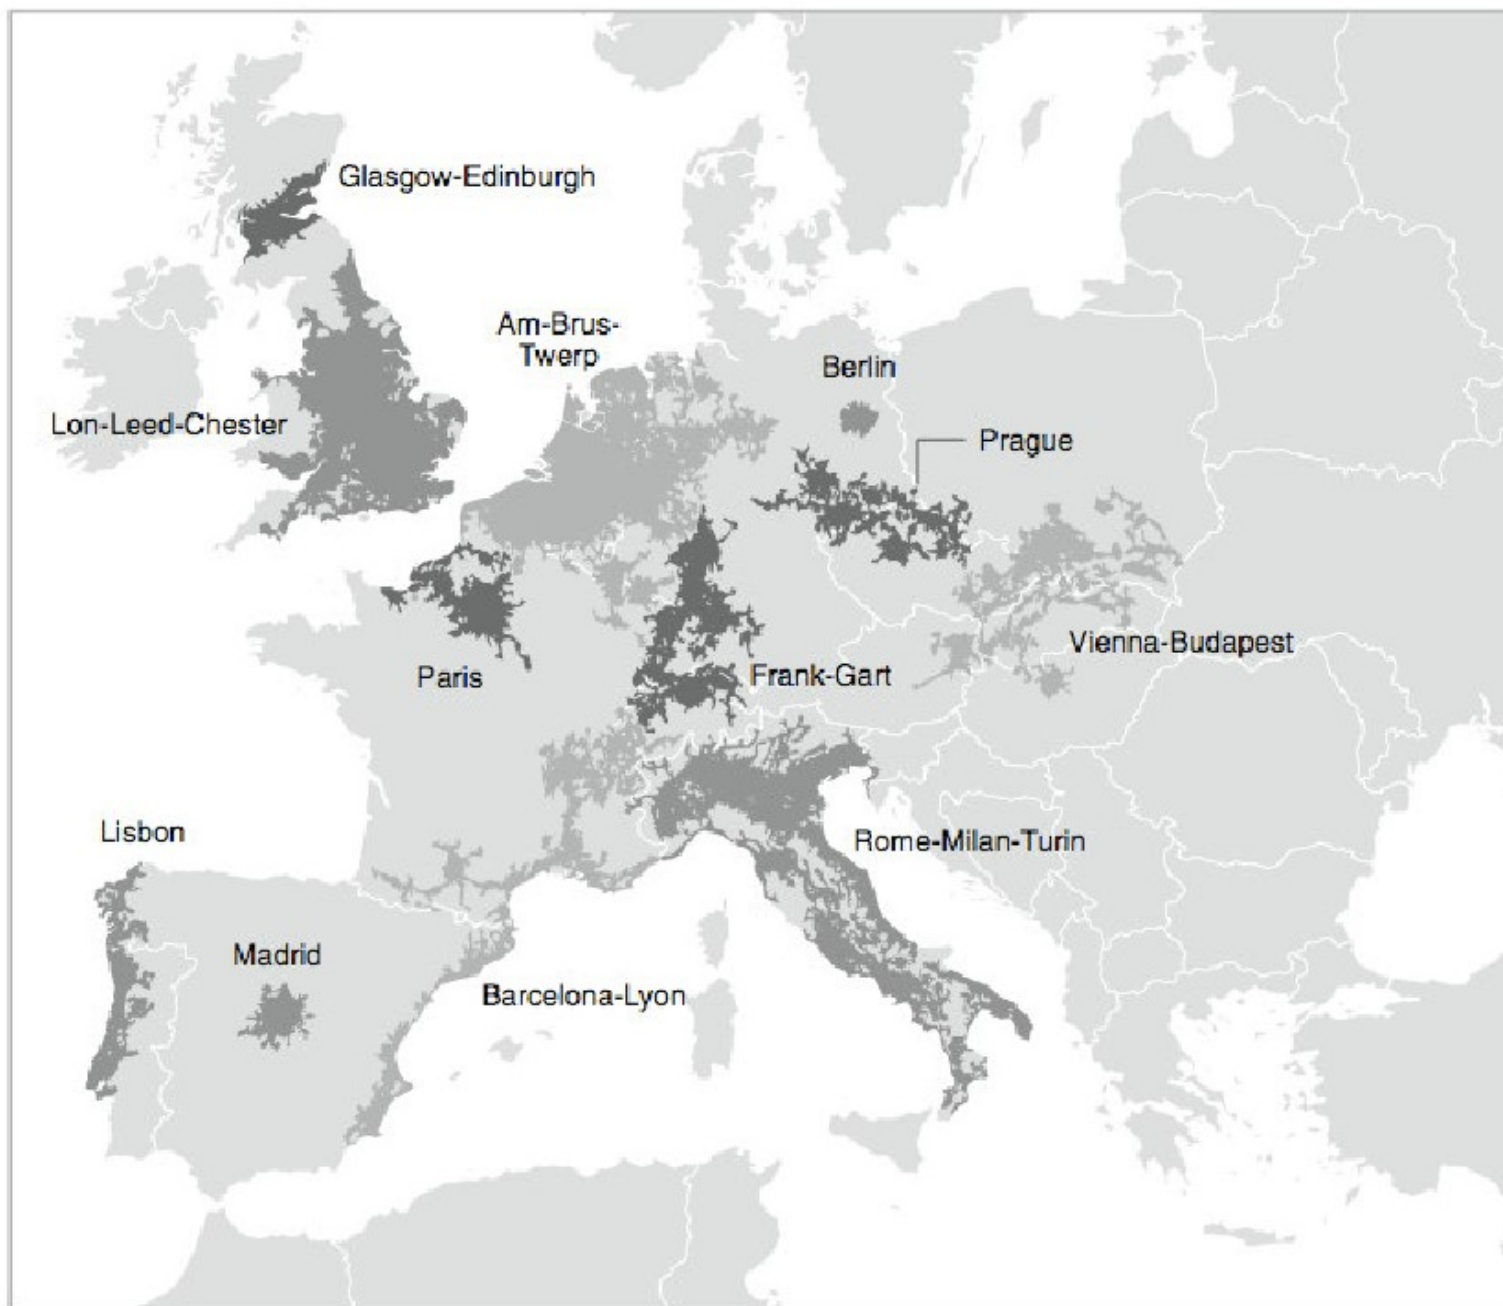 Glasgow-Edinburgh
Am-Brus-
Twerp
Berlin
Lon-Leed-Chester
Prague
Vienna-Budapest
Paris
Frank-Gart
Lisbon
Rome-Milan-Turin
Madrid
Barcelona-Lyon